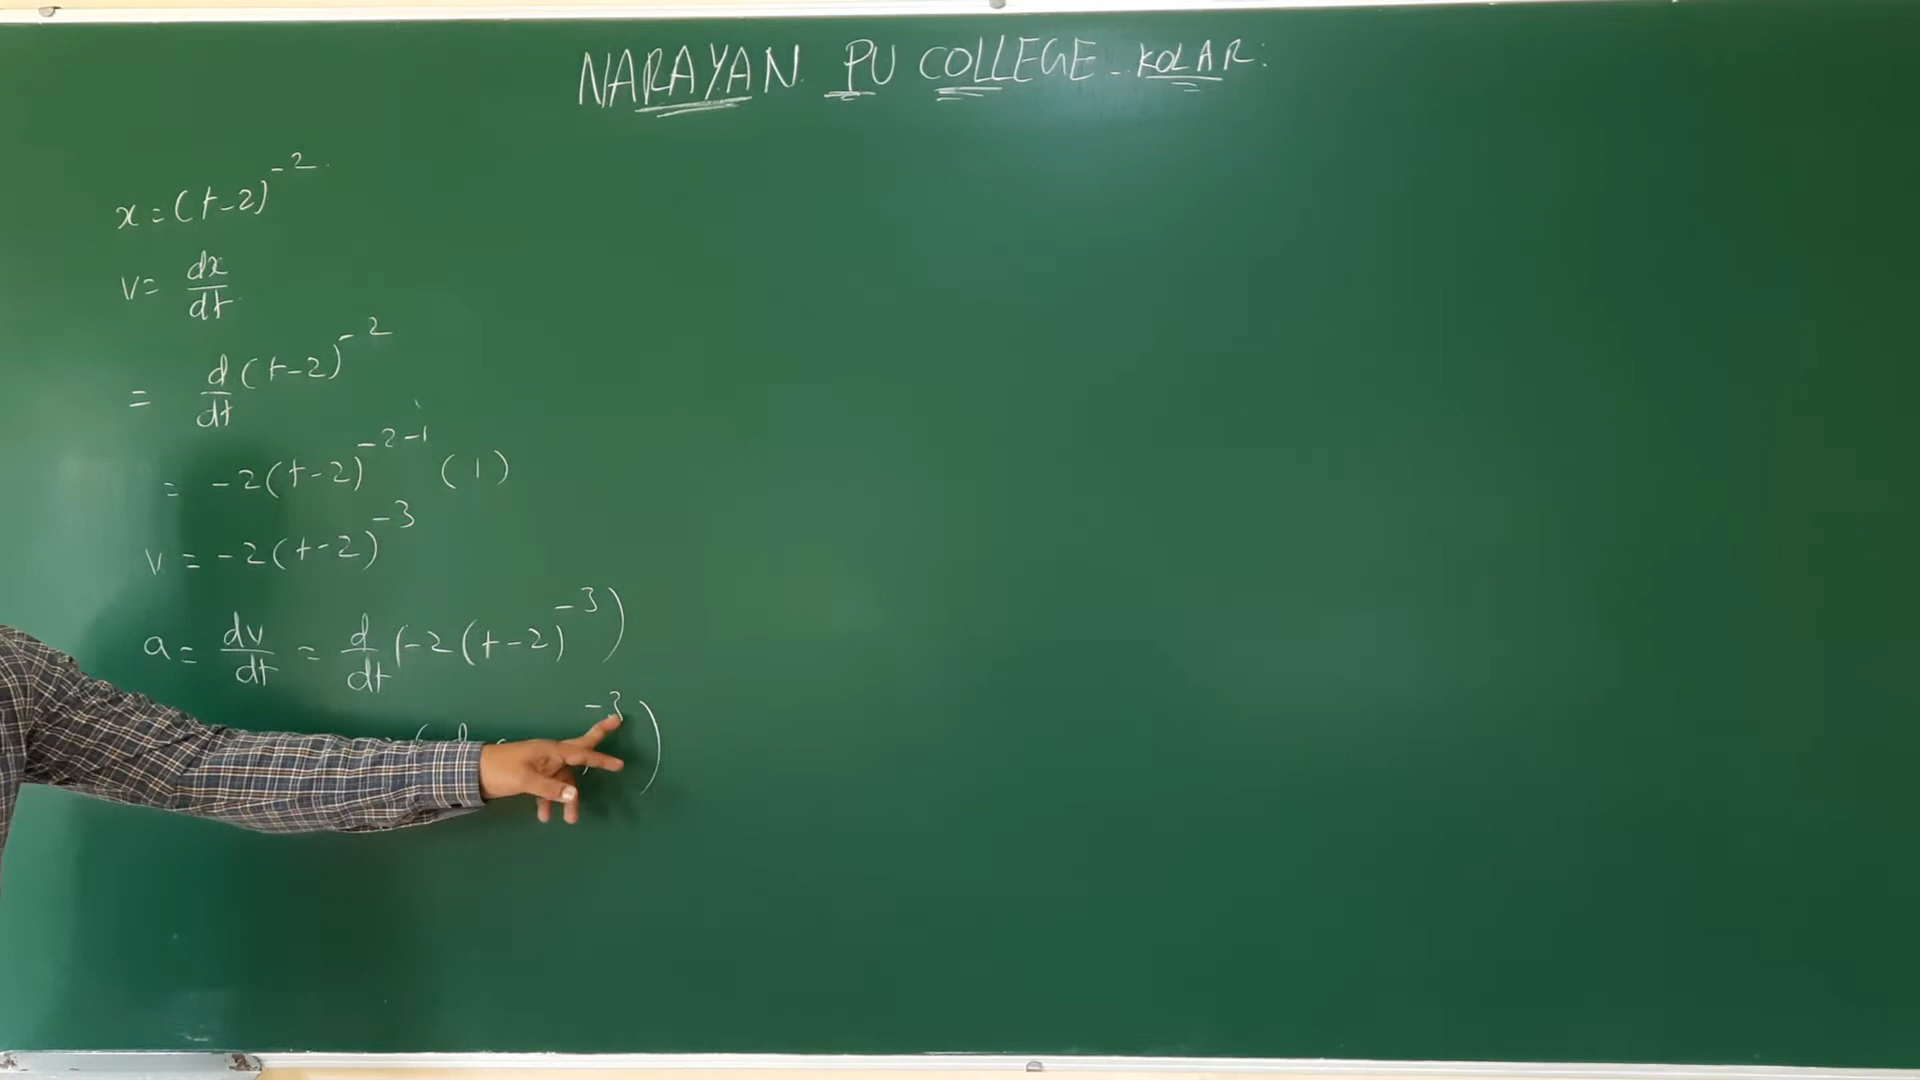 NARAYAN PU COLLEGE - KOLAR:
x = (t-2)^-2
v = dx/dt
= d/dt (t-2)^-2
= -2(t-2)^-2-1 (1)
v = -2(t-2)^-3
a = dv/dt = d/dt (-2(t-2)^-3)
-3)